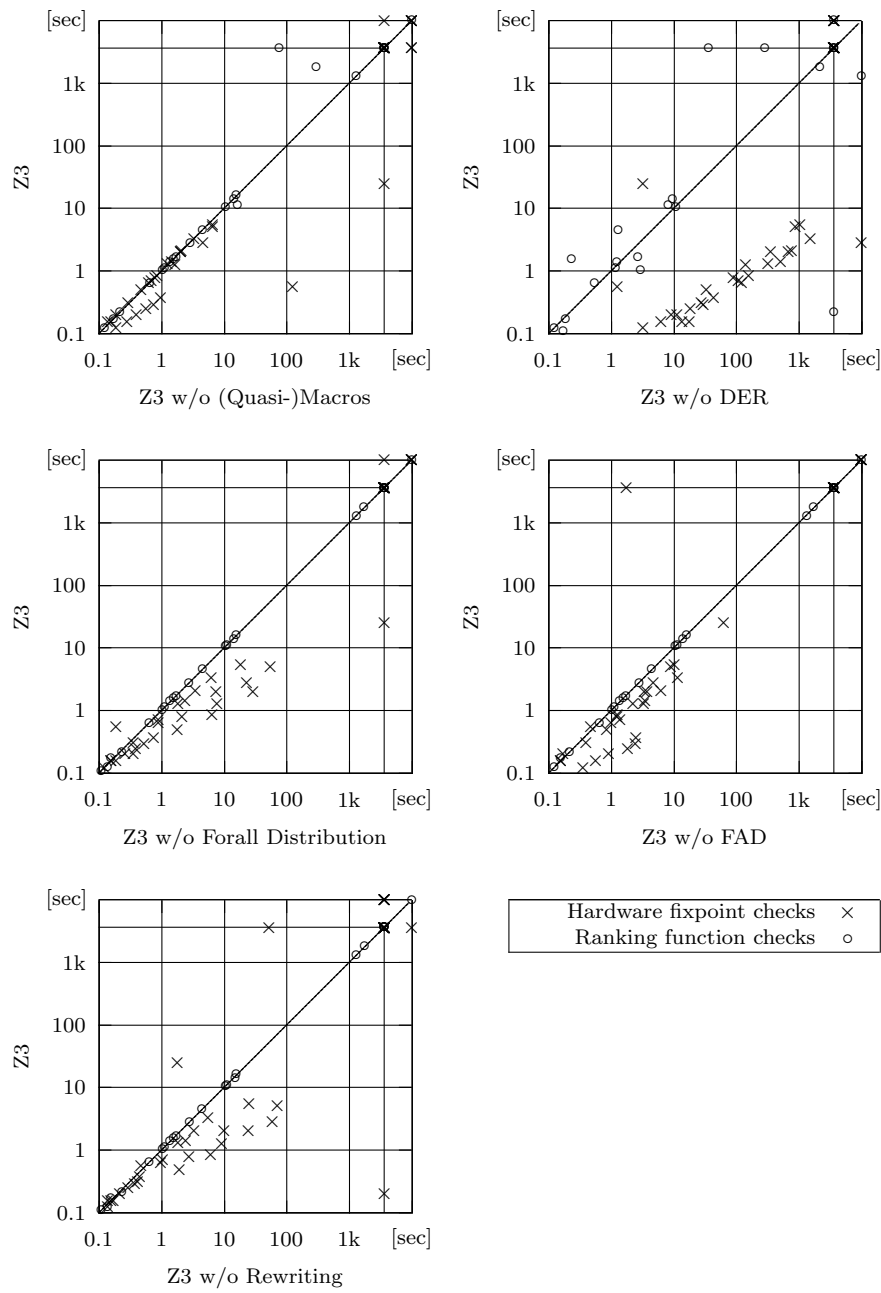 [sec]
1k
100
10
1
0.1
Z3
0.1 1 10 100 1k [sec]
Z3 w/o (Quasi-)Macros
[sec]
1k
100
10
1
0.1
Z3
0.1 1 10 100 1k [sec]
Z3 w/o DER
[sec]
1k
100
10
1
0.1
Z3
0.1 1 10 100 1k [sec]
Z3 w/o Forall Distribution
[sec]
1k
100
10
1
0.1
Z3
0.1 1 10 100 1k [sec]
Z3 w/o FAD
[sec]
1k
100
10
1
0.1
Z3
0.1 1 10 100 1k [sec]
Z3 w/o Rewriting
Hardware fixpoint checks
Ranking function checks